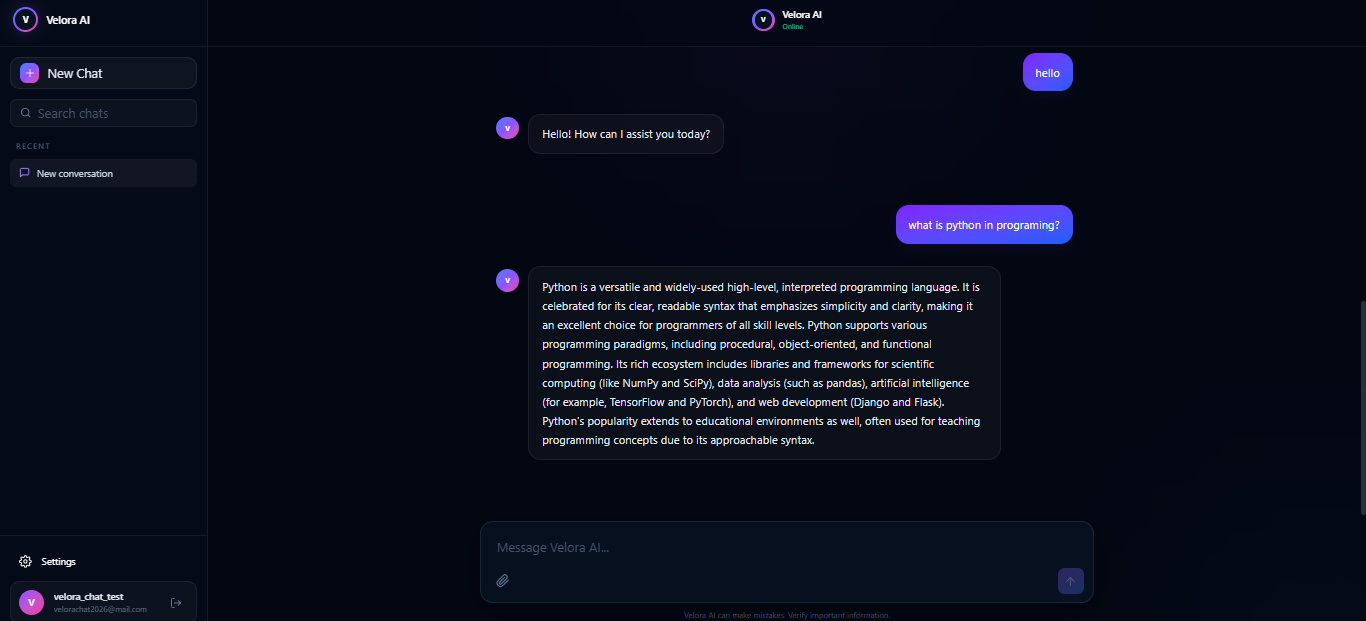 V Velora AI
V Velora AI
Online
New Chat
Search chats
RECENT
New conversation
hello
V Hello! How can I assist you today?
what is python in programing?
V Python is a versatile and widely-used high-level, interpreted programming language. It is
celebrated for its clear, readable syntax that emphasizes simplicity and clarity, making it
an excellent choice for programmers of all skill levels. Python supports various
programming paradigms, including procedural, object-oriented, and functional
programming. Its rich ecosystem includes libraries and frameworks for scientific
computing (like NumPy and SciPy), data analysis (such as pandas), artificial intelligence
(for example, TensorFlow and PyTorch), and web development (Django and Flask).
Python's popularity extends to educational environments as well, often used for teaching
programming concepts due to its approachable syntax.
Message Velora AI...
Velora AI can make mistakes. Verify important information.
Settings
V velora_chat_test
velorachat2026@mail.com